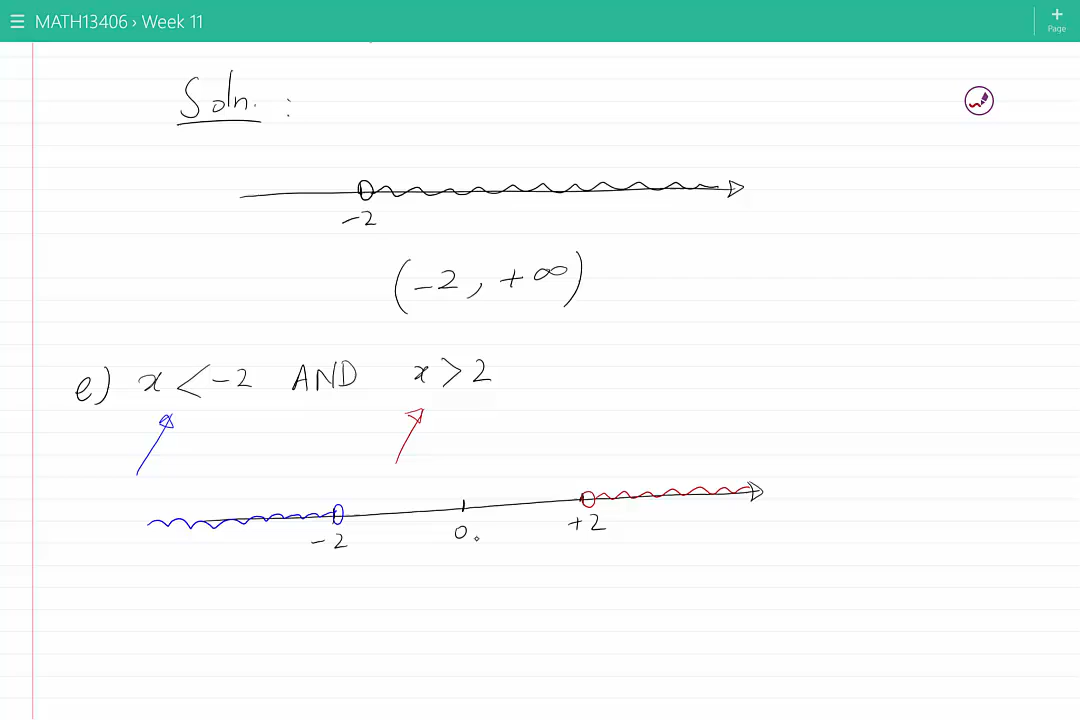 ☰ MATH13406 › Week 11
+ Page
Soln. :
-2
(-2, +∞)
e) x < -2 AND x > 2
-2 0. +2